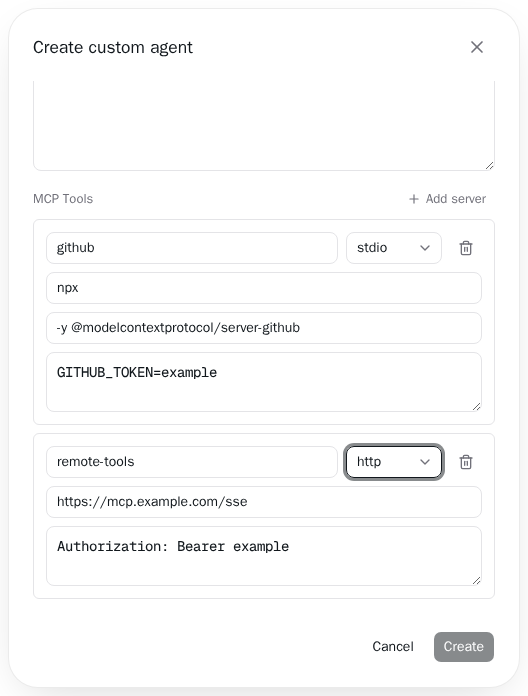 Create custom agent
MCP Tools
+ Add server
github
stdio
npx
-y @modelcontextprotocol/server-github
GITHUB_TOKEN=example
remote-tools
http
https://mcp.example.com/sse
Authorization: Bearer example
Cancel
Create